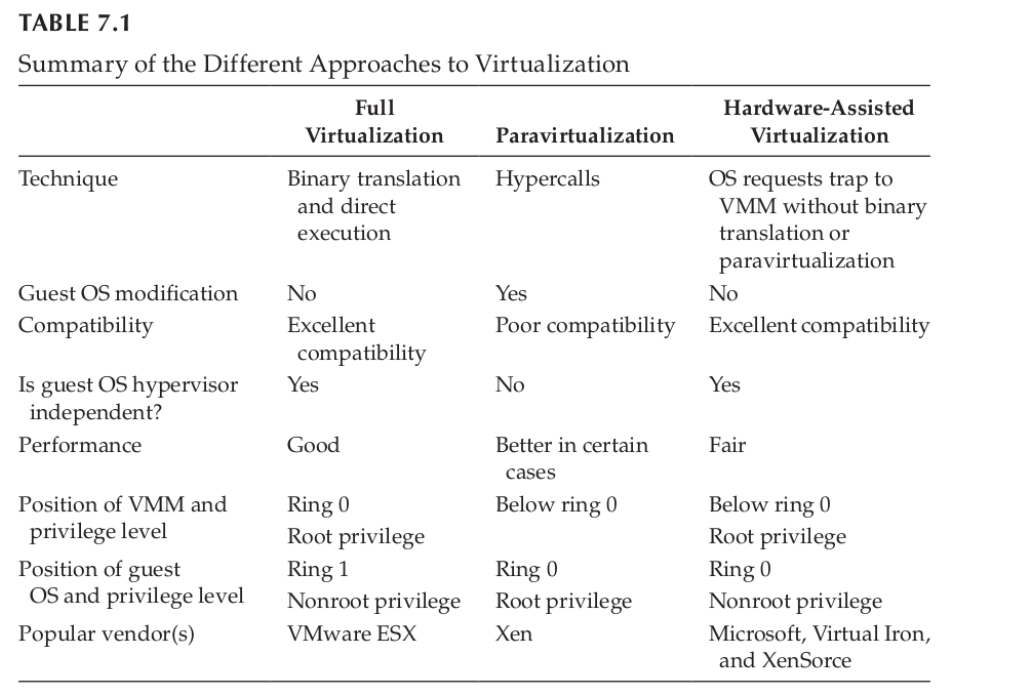 TABLE 7.1
Summary of the Different Approaches to Virtualization
Full
Virtualization
Paravirtualization
Hardware-Assisted
Virtualization
Technique
Binary translation
and direct
execution
Hypercalls
OS requests trap to
VMM without binary
translation or
paravirtualization
Guest OS modification
No
Yes
No
Compatibility
Excellent
compatibility
Poor compatibility
Excellent compatibility
Is guest OS hypervisor
independent?
Yes
No
Yes
Performance
Good
Better in certain
cases
Fair
Position of VMM and
privilege level
Ring 0
Root privilege
Below ring 0
Below ring 0
Root privilege
Position of guest
OS and privilege level
Ring 1
Nonroot privilege
Ring 0
Root privilege
Ring 0
Nonroot privilege
Popular vendor(s)
VMware ESX
Xen
Microsoft, Virtual Iron,
and XenSorce